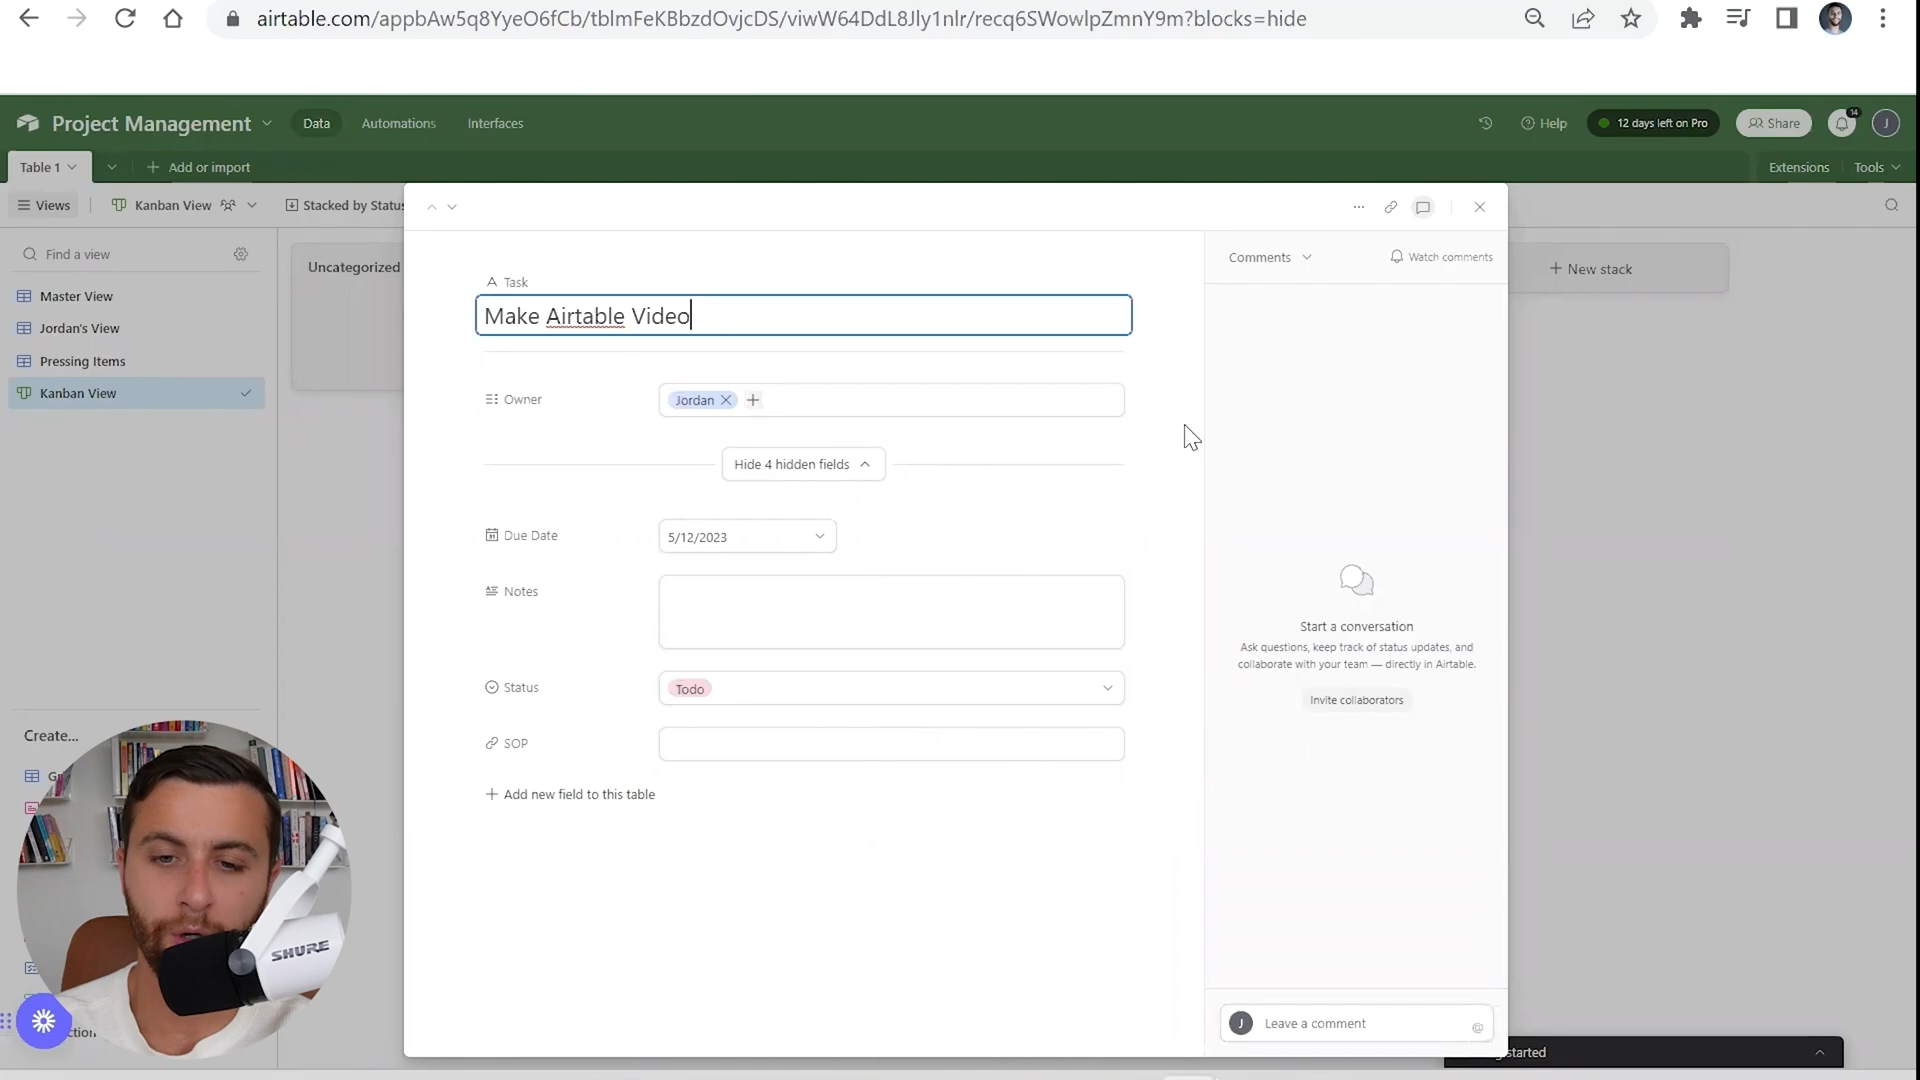 airtable.com/appbAw5q8YyeO6fCb/tblmFeKBbzdOvjcDS/viwW64DdL8Jly1nlr/recq6SWowlpZmnY9m?blocks=hide
Project Management
Data
Automations
Interfaces
Help
12 days left on Pro
Share
14
J
Table 1
Add or import
Extensions
Tools
Views
Kanban View
Stacked by Status
Find a view
Master View
Jordan's View
Pressing Items
Kanban View
Create...
Uncategorized
New stack
Task
Make Airtable Video
Owner
Jordan
Hide 4 hidden fields
Due Date
5/12/2023
Notes
Status
Todo
SOP
Add new field to this table
Comments
Watch comments
Start a conversation
Ask questions, keep track of status updates, and
collaborate with your team — directly in Airtable.
Invite collaborators
J
Leave a comment
@
started
SHURE